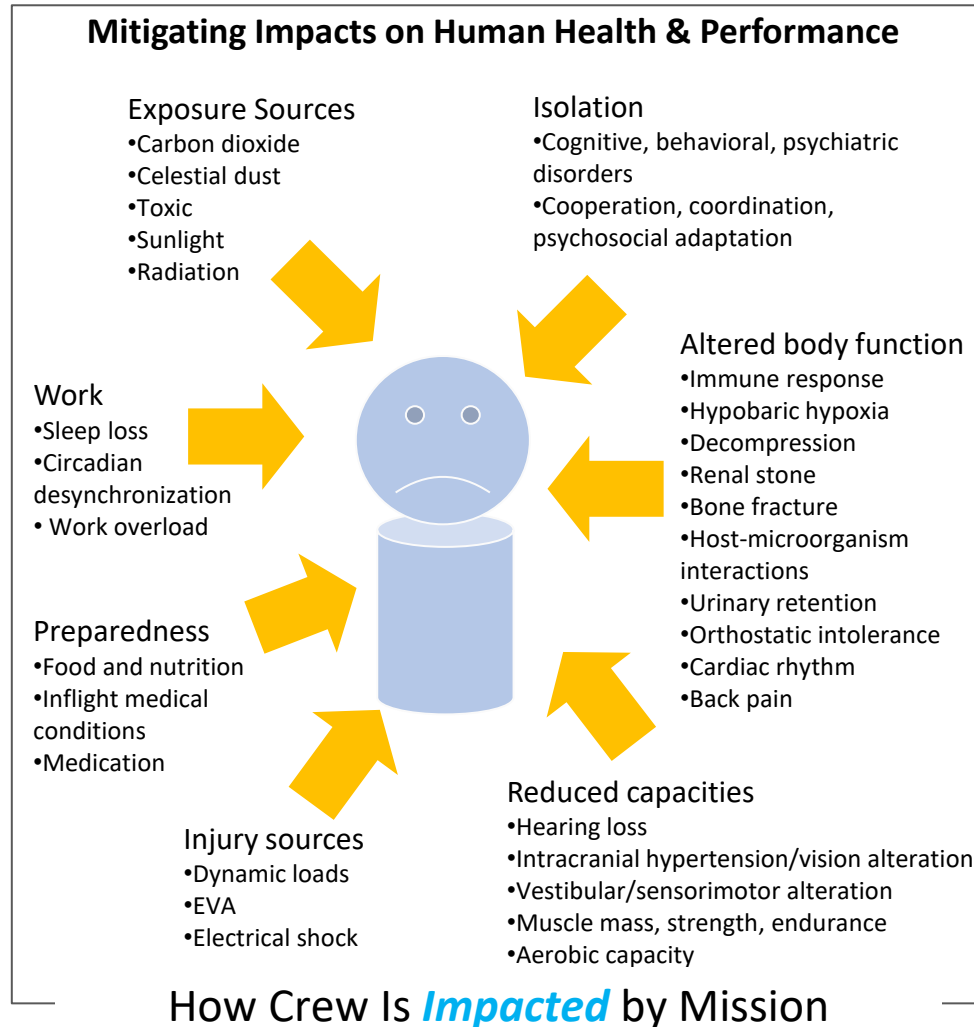 Mitigating Impacts on Human Health & Performance
Exposure Sources
•Carbon dioxide
•Celestial dust
•Toxic
•Sunlight
•Radiation
Isolation
•Cognitive, behavioral, psychiatric
disorders
•Cooperation, coordination,
psychosocial adaptation
Work
•Sleep loss
•Circadian
desynchronization
• Work overload
Altered body function
•Immune response
•Hypobaric hypoxia
•Decompression
•Renal stone
•Bone fracture
•Host-microorganism
interactions
•Urinary retention
•Orthostatic intolerance
•Cardiac rhythm
•Back pain
Preparedness
•Food and nutrition
•Inflight medical
conditions
•Medication
Injury sources
•Dynamic loads
•EVA
•Electrical shock
Reduced capacities
•Hearing loss
•Intracranial hypertension/vision alteration
•Vestibular/sensorimotor alteration
•Muscle mass, strength, endurance
•Aerobic capacity
How Crew Is Impacted by Mission